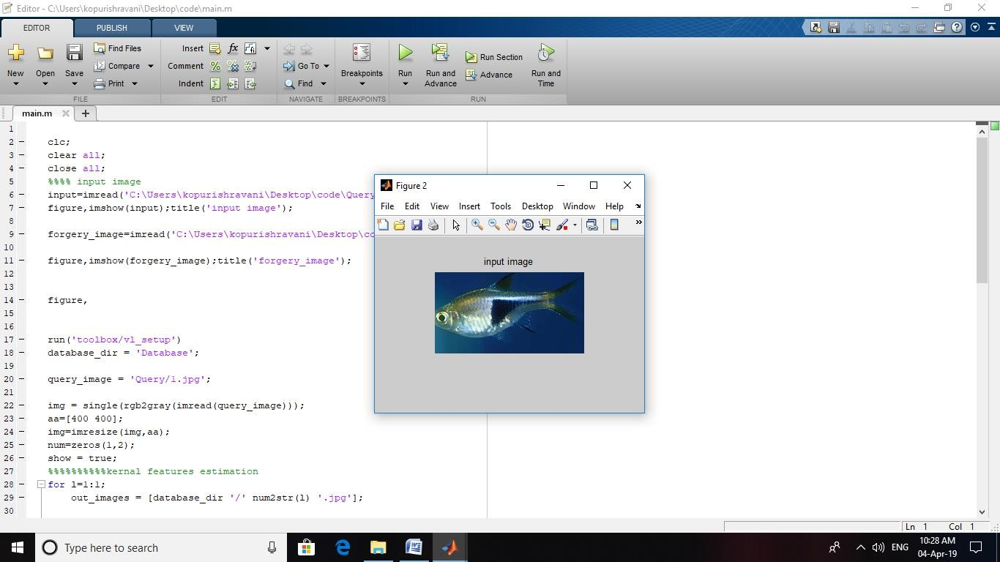 Editor - C:\Users\kopurishravani\Desktop\code\main.m
EDITOR PUBLISH VIEW
New Open Save Find Files Compare Print
FILE
Insert fx
Comment
Indent
EDIT
Go To
Find
NAVIGATE
Breakpoints
BREAKPOINTS
Run Run and Advance Run Section Advance Run and Time
RUN
main.m
1
2 clc;
3 clear all;
4 close all;
5 %%%% input image
6 input=imread('C:\Users\kopurishravani\Desktop\code\Query
7 figure,imshow(input);title('input image');
8
9 forgery_image=imread('C:\Users\kopurishravani\Desktop\co
10
11 figure,imshow(forgery_image);title('forgery_image');
12
13
14 figure,
15
16
17 run('toolbox/vl_setup')
18 database_dir = 'Database';
19
20 query_image = 'Query/1.jpg';
21
22 img = single(rgb2gray(imread(query_image)));
23 aa=[400 400];
24 img=imresize(img,aa);
25 num=zeros(1,2);
26 show = true;
27 %%%%%%%%%%kernal features estimation
28 for l=1:1;
29 out_images = [database_dir '/' num2str(l) '.jpg'];
30
Figure 2
File Edit View Insert Tools Desktop Window Help
input image
Ln 1 Col 1
Type here to search
ENG
10:28 AM
04-Apr-19